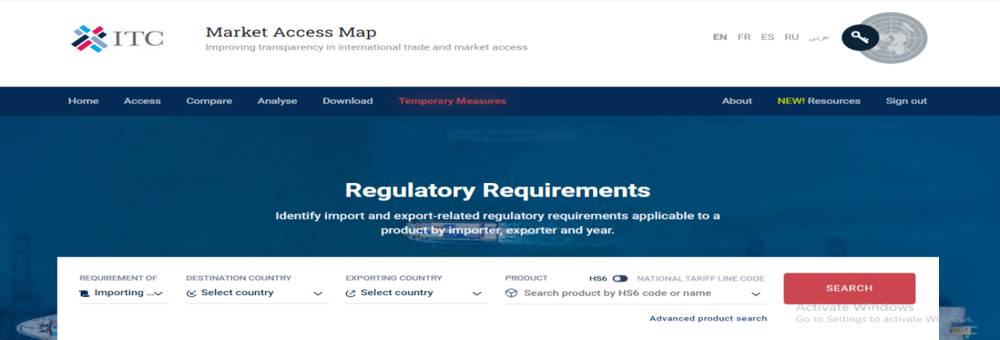 ITC
Market Access Map
Improving transparency in international trade and market access
EN FR ES RU عربي
Home Access Compare Analyse Download Temporary Measures About NEW! Resources Sign out
Regulatory Requirements
Identify import and export-related regulatory requirements applicable to a
product by importer, exporter and year.
REQUIREMENT OF DESTINATION COUNTRY EXPORTING COUNTRY PRODUCT HS6 NATIONAL TARIFF LINE CODE
Importing ... Select country Select country Search product by HS6 code or name
SEARCH
Advanced product search
Activate Windows
Go to Settings to activate Windows.